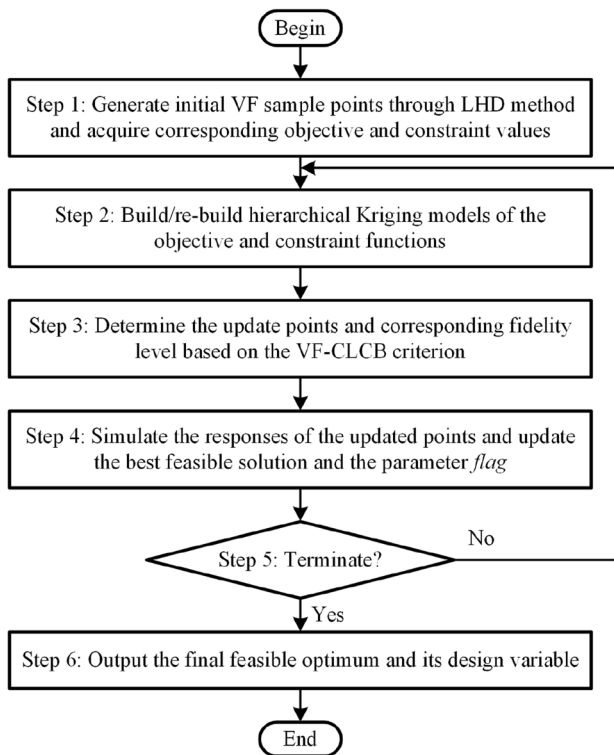 Begin
Step 1: Generate initial VF sample points through LHD method
and acquire corresponding objective and constraint values
Step 2: Build/re-build hierarchical Kriging models of the
objective and constraint functions
Step 3: Determine the update points and corresponding fidelity
level based on the VF-CLCB criterion
Step 4: Simulate the responses of the updated points and update
the best feasible solution and the parameter flag
Step 5: Terminate?
No
Yes
Step 6: Output the final feasible optimum and its design variable
End